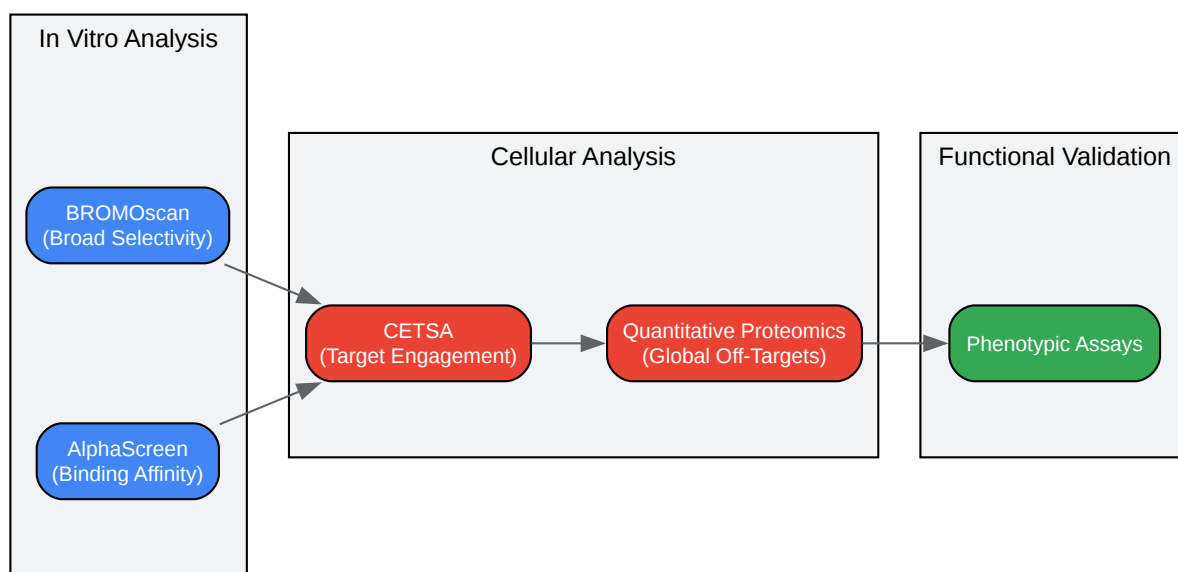 In Vitro Analysis
BROMOscan
(Broad Selectivity)
AlphaScreen
(Binding Affinity)
Cellular Analysis
CETSA
(Target Engagement)
Quantitative Proteomics
(Global Off-Targets)
Functional Validation
Phenotypic Assays